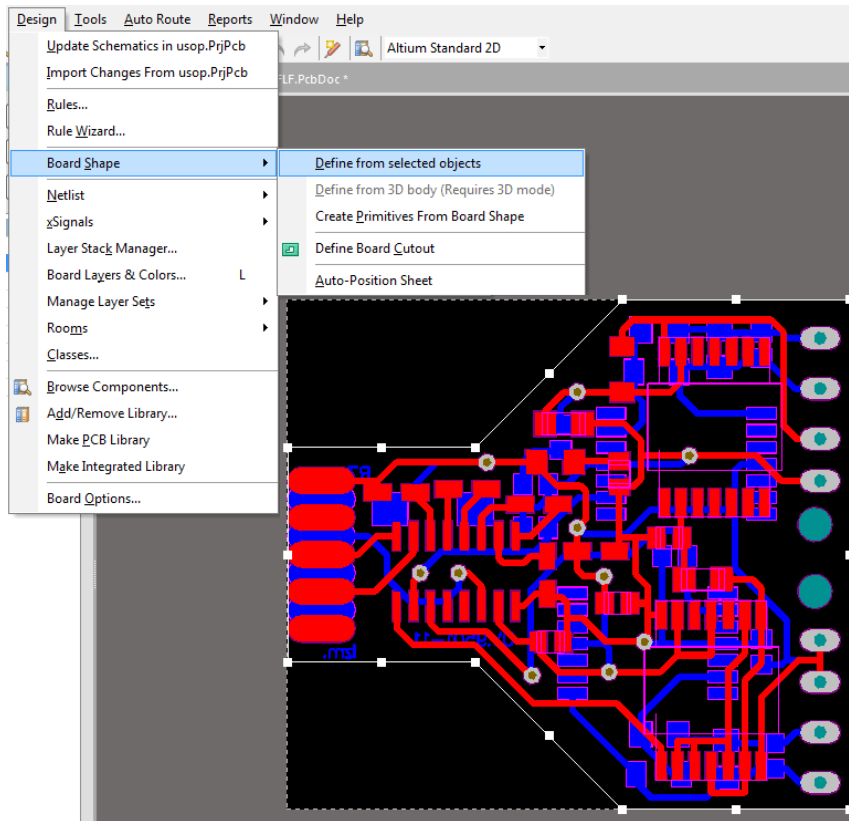 Design Tools Auto Route Reports Window Help
Update Schematics in usop.PrjPcb
Altium Standard 2D
Import Changes From usop.PrjPcb
FLF.PcbDoc *
Rules...
Rule Wizard...
Board Shape
Define from selected objects
Define from 3D body (Requires 3D mode)
Netlist
Create Primitives From Board Shape
xSignals
Layer Stack Manager...
Define Board Cutout
Board Layers & Colors... L
Auto-Position Sheet
Manage Layer Sets
Rooms
Classes...
Browse Components...
Add/Remove Library...
Make PCB Library
Make Integrated Library
Board Options...